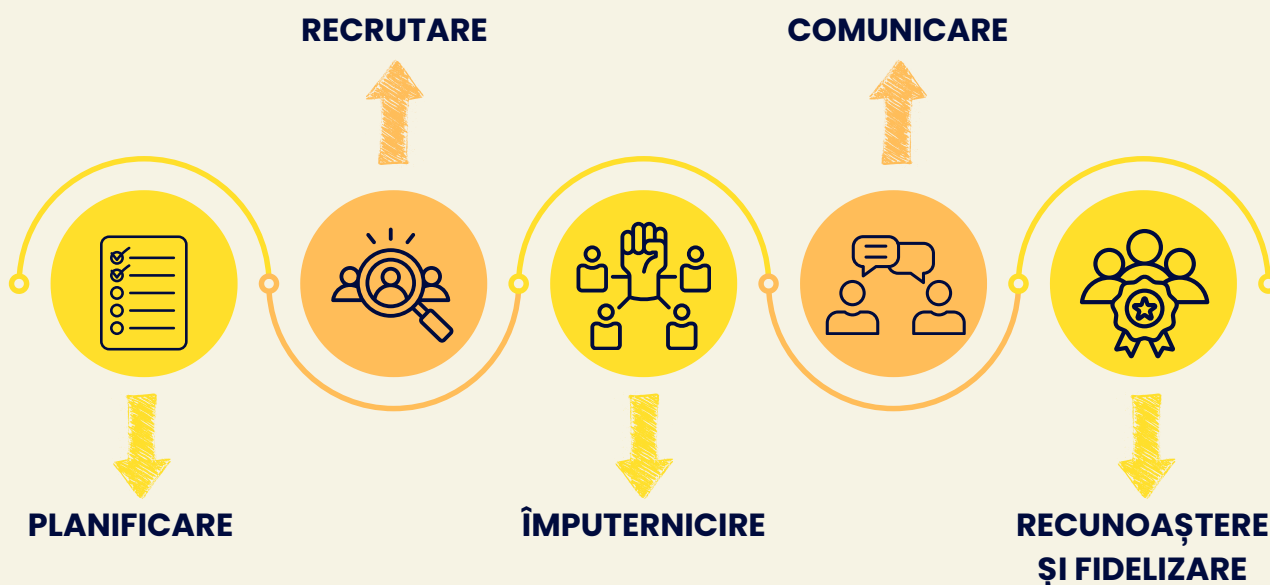 RECRUTARE
COMUNICARE
PLANIFICARE
ÎMPUTERNICIRE
RECUNOAȘTERE
ȘI FIDELIZARE